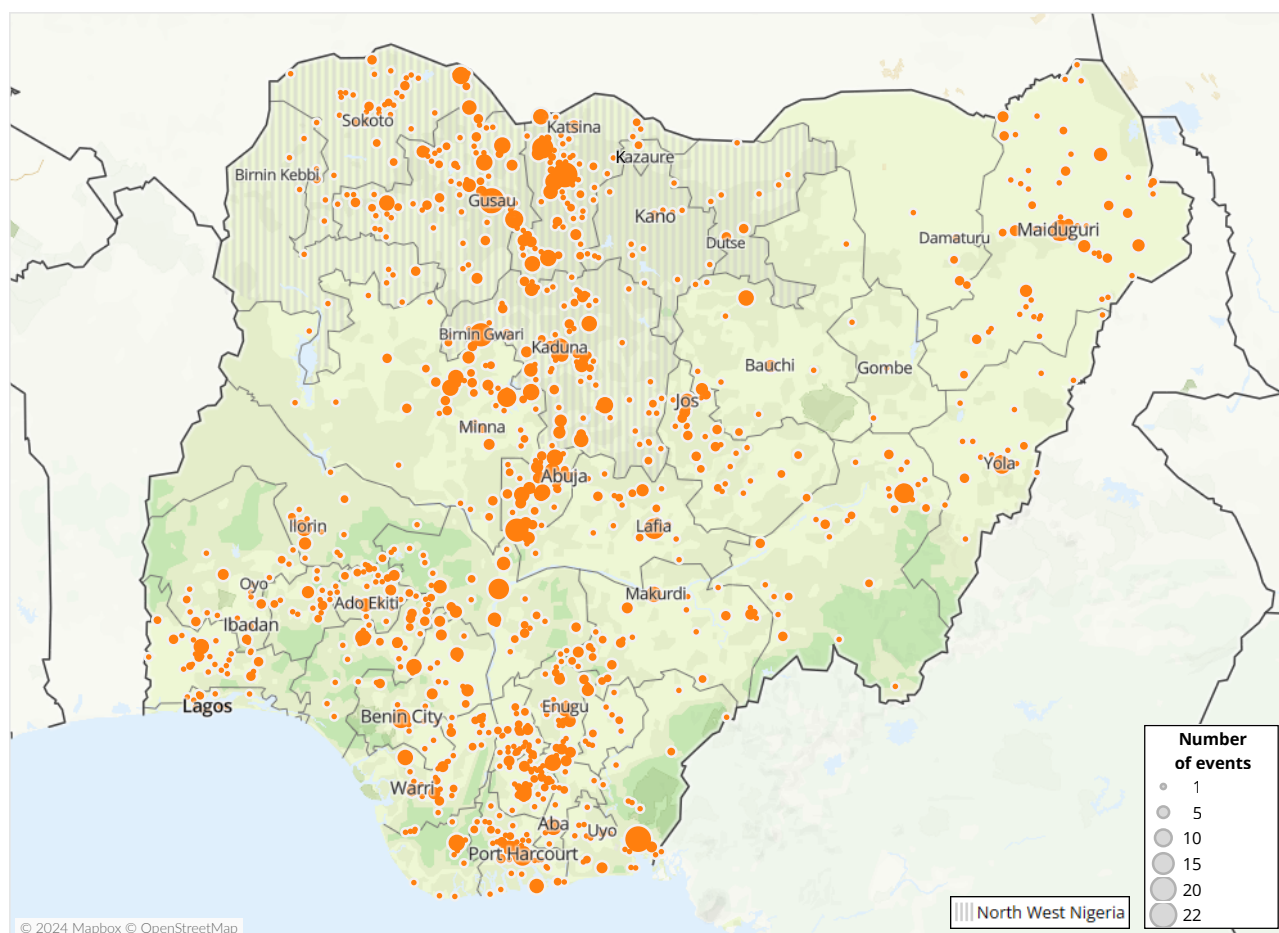 Katsina
Sokoto
Kazaure
Birnin Kebbi
Gusau
Kano
Maiduguri
Damaturu
Dutse
Birnin Gwari
Kaduna
Bauchi
Gombe
Jos
Minna
Yola
Abuja
Ilorin
Lafia
Oyo
Makurdi
Ado Ekiti
Ibadan
Lagos
Enugu
Benin City
Warri
Aba
Uyo
Port Harcourt
Number
of events
1
5
10
15
20
22
North West Nigeria
© 2024 Mapbox © OpenStreetMap